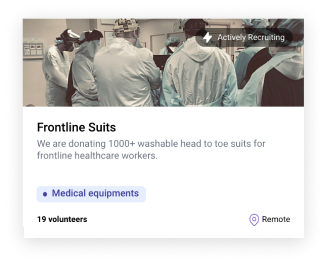 Actively Recruiting
Frontline Suits
We are donating 1000+ washable head to toe suits for
frontline healthcare workers.
Medical equipments
19 volunteers
Remote